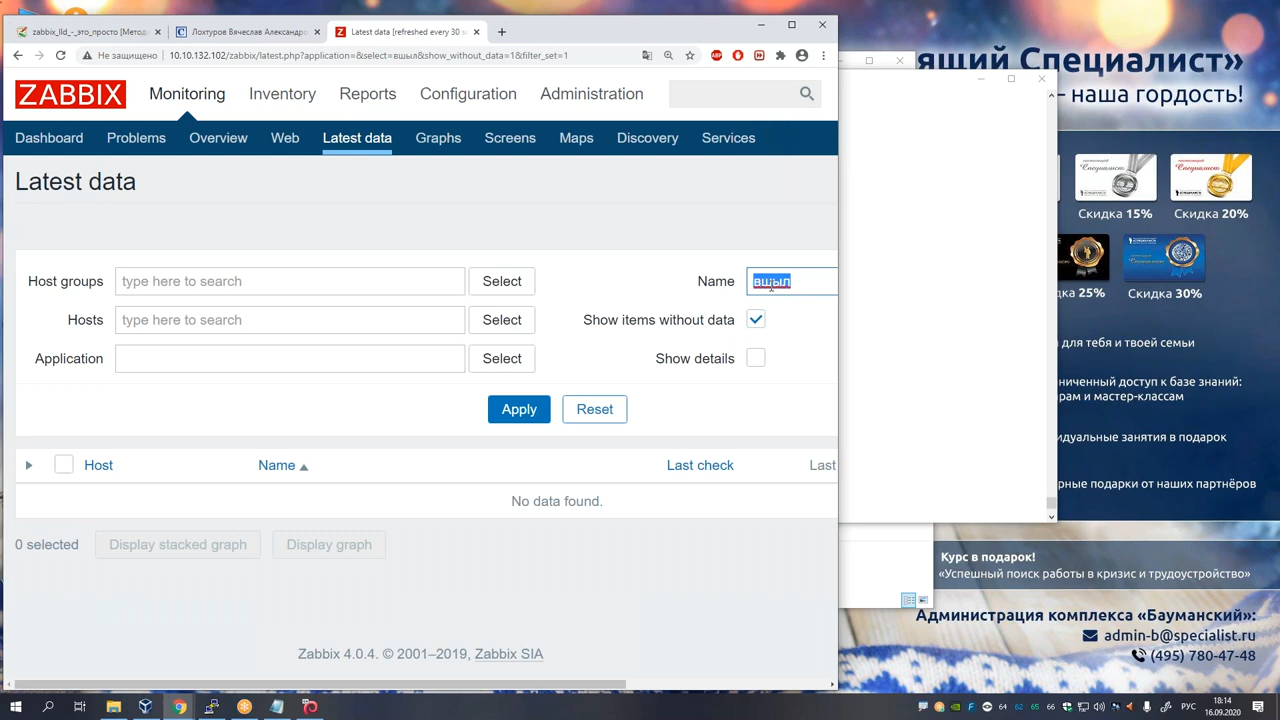 zabbix_lld_-_это_просто [Метод
Лохтуров Вячеслав Александро
Latest data [refreshed every 30 s
Не защищено
10.10.132.102/zabbix/latest.php?application=&select=вшыл&show_without_data=1&filter_set=1
ZABBIX
Monitoring
Inventory
Reports
Configuration
Administration
Dashboard
Problems
Overview
Web
Latest data
Graphs
Screens
Maps
Discovery
Services
Latest data
Host groups
type here to search
Select
Name
вшыл
Hosts
type here to search
Select
Show items without data
Application
Select
Show details
Apply
Reset
Host
Name
Last check
Last
No data found.
0 selected
Display stacked graph
Display graph
Zabbix 4.0.4. © 2001–2019, Zabbix SIA
ящий Специалист»
– наша гордость!
Скидка 15%
Скидка 20%
дка 25%
Скидка 30%
для тебя и твоей семьи
ниченный доступ к базе знаний:
рам и мастер-классам
идуальные занятия в подарок
рные подарки от наших партнёров
Курс в подарок!
«Успешный поиск работы в кризис и трудоустройство»
Администрация комплекса «Бауманский»:
admin-b@specialist.ru
(495) 780-47-48
64
62
65
66
РУС
18:14
16.09.2020